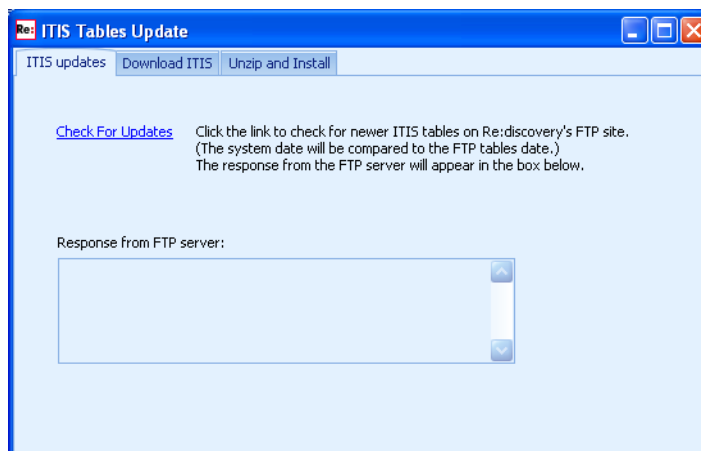 Re: ITIS Tables Update
ITIS updates Download ITIS Unzip and Install
Check For Updates Click the link to check for newer ITIS tables on Re:discovery's FTP site.
(The system date will be compared to the FTP tables date.)
The response from the FTP server will appear in the box below.
Response from FTP server: